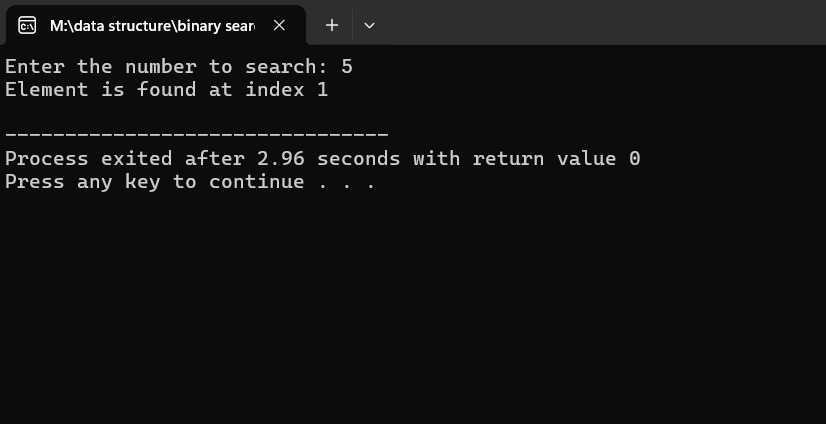 M:\data structure\binary sear
Enter the number to search: 5
Element is found at index 1
--------------------------------
Process exited after 2.96 seconds with return value 0
Press any key to continue . . .